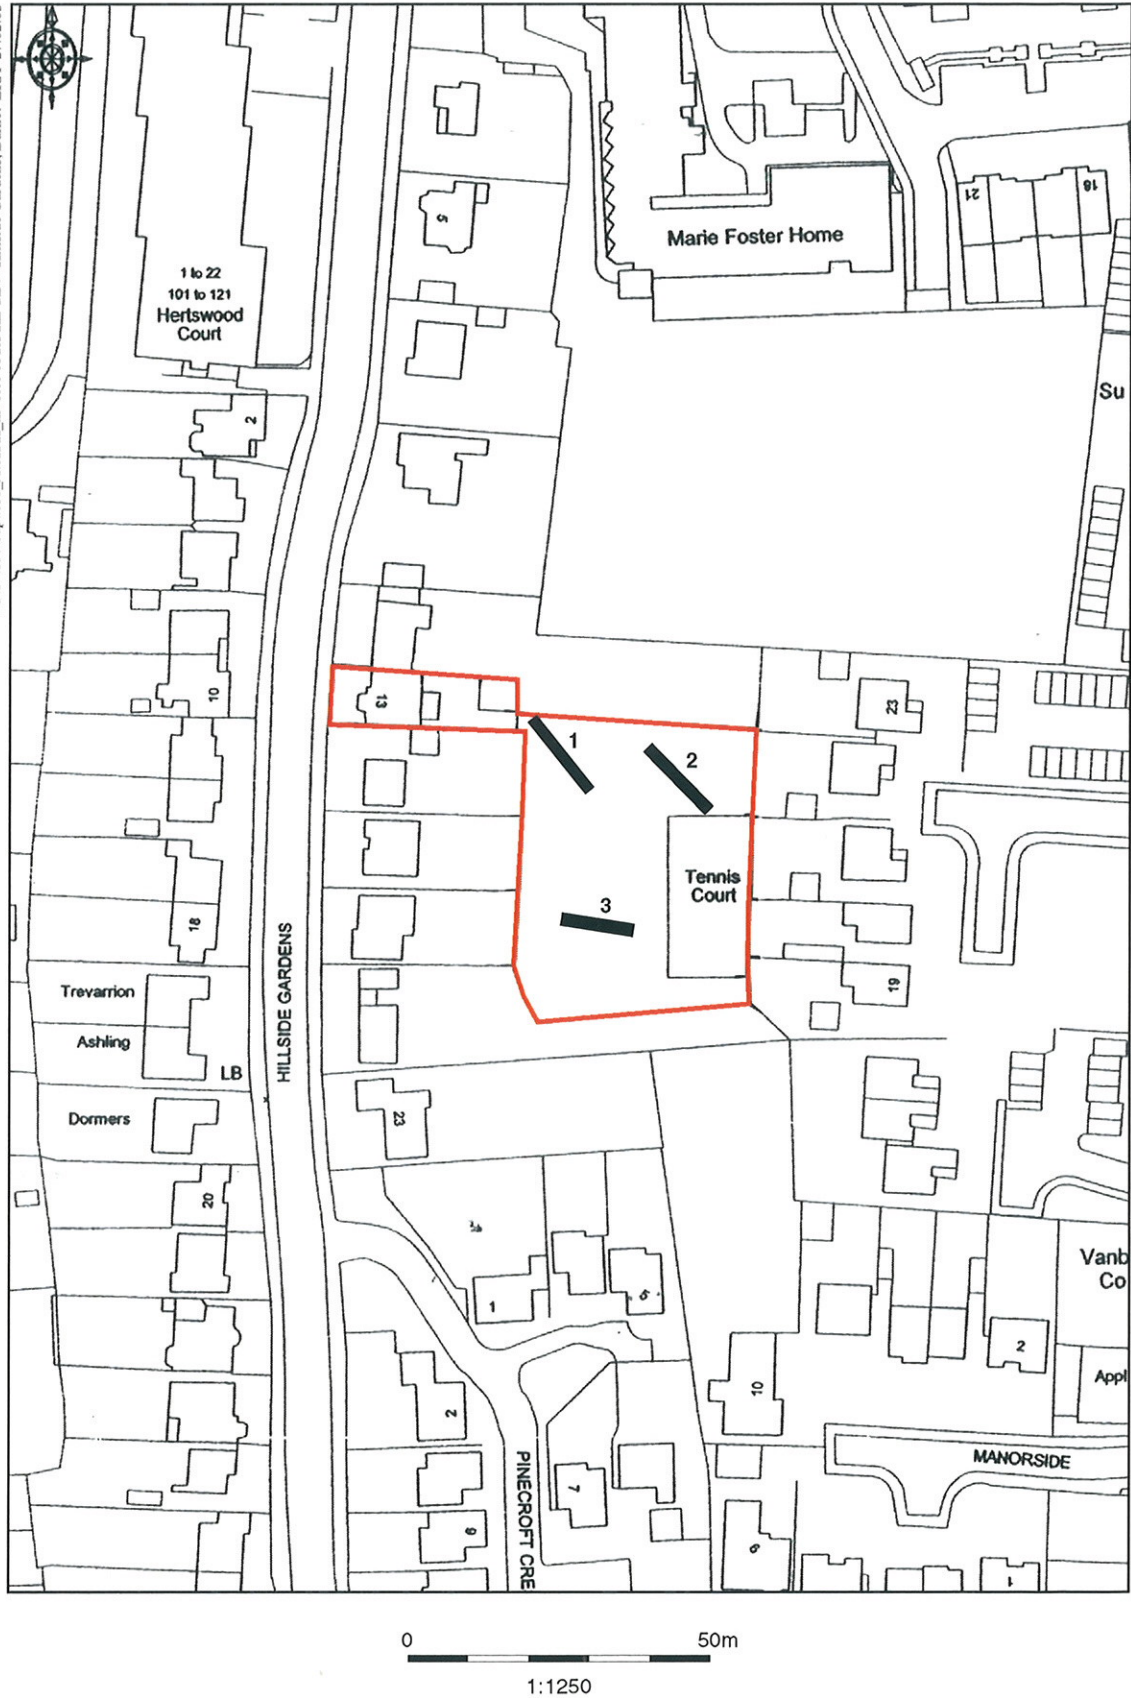 5
Marie Foster Home
21
18
1 to 22
101 to 121
Hertswood
Court
Su
2
10
13
23
1
2
Tennis
Court
3
18
19
HILLSIDE GARDENS
Trevarrion
Ashling
LB
Dormers
23
20
1
5
Vanb
Co
2
10
Appl
2
MANORSIDE
PINECROFT CRE
7
9
6
1
0 50m
1:1250